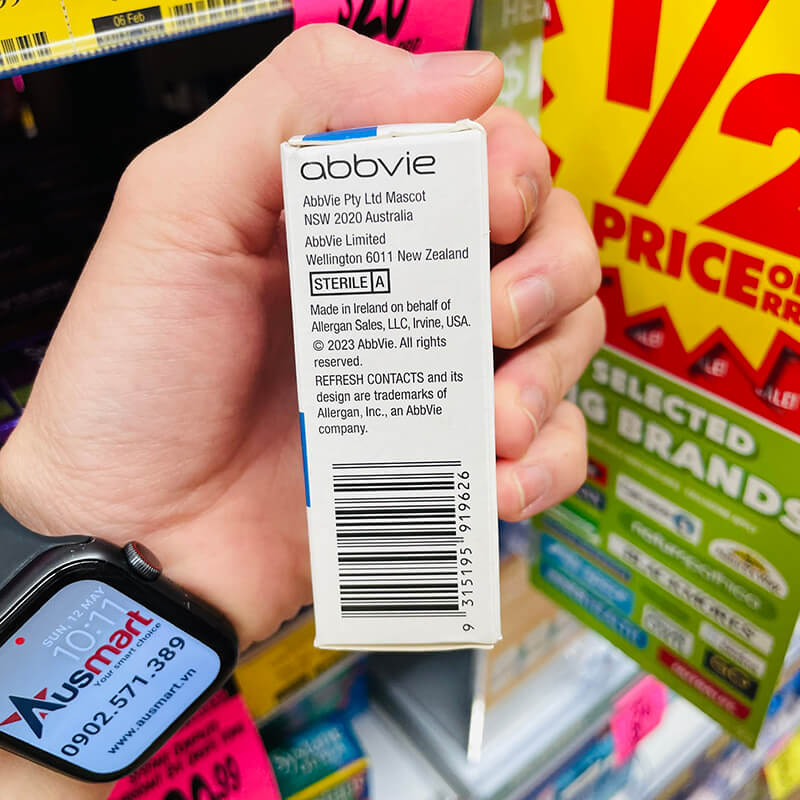 06 Feb
$20
abbvie
AbbVie Pty Ltd Mascot
NSW 2020 Australia
AbbVie Limited
Wellington 6011 New Zealand
STERILE A
Made in Ireland on behalf of
Allergan Sales, LLC, Irvine, USA.
© 2023 AbbVie. All rights
reserved.
REFRESH CONTACTS and its
design are trademarks of
Allergan, Inc., an AbbVie
company.
9 315195 919626
SUN, 12 MAY
10:11
Ausmart
Your smart choice
0902.571.389
www.ausmart.vn
1/2
PRICE
SELECTED
BRANDS
BLACKMORES